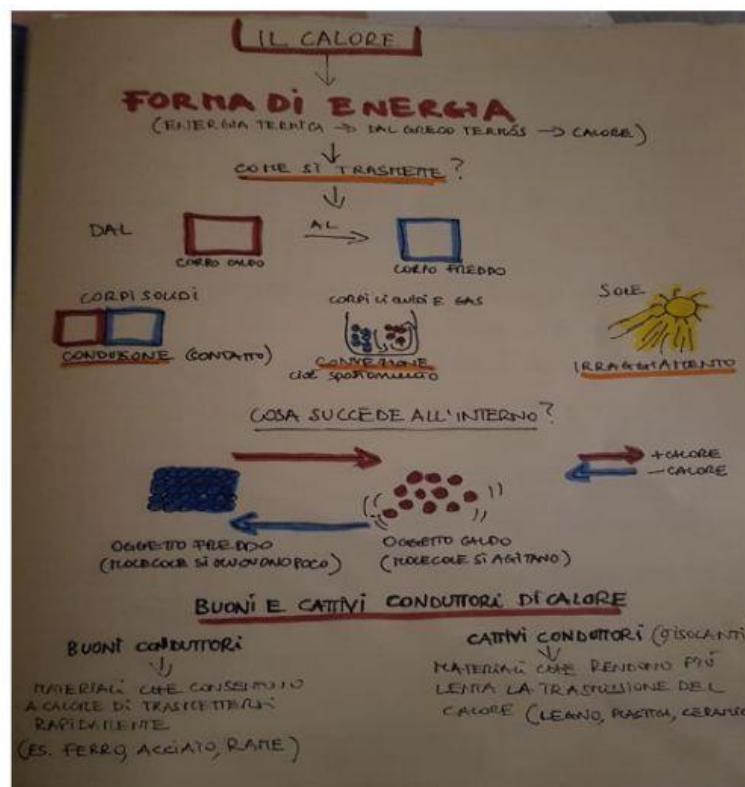 IL CALORE
FORMA DI ENERGIA
(ENERGIA TERMICA → DAL GRECO TERMÓS → CALORE)
COME SI TRASMETTE?
DAL
AL
CORPO CALDO
CORPO FREDDO
CORPI SOLIDI
CORPI LIQUIDI E GAS
SOLE
CONDUZIONE (CONTATTO)
CONVEZIONE
cioè spostamento
IRRAGGIAMENTO
COSA SUCCEDE ALL'INTERNO?
+CALORE
-CALORE
OGGETTO FREDDO
(MOLECOLE SI MUOVONO POCO)
OGGETTO CALDO
(MOLECOLE SI AGITANO)
BUONI E CATTIVI CONDUTTORI DI CALORE
BUONI CONDUTTORI
MATERIALI CHE CONSENTONO
A CALORE DI TRASMETTERSI
RAPIDAMENTE
(ES. FERRO, ACCIAIO, RAME)
CATTIVI CONDUTTORI (O ISOLANTI
MATERIALI CHE RENDONO PIÚ
LENTA LA TRASMISSIONE DEL
CALORE (LEGNO, PLASTICA,